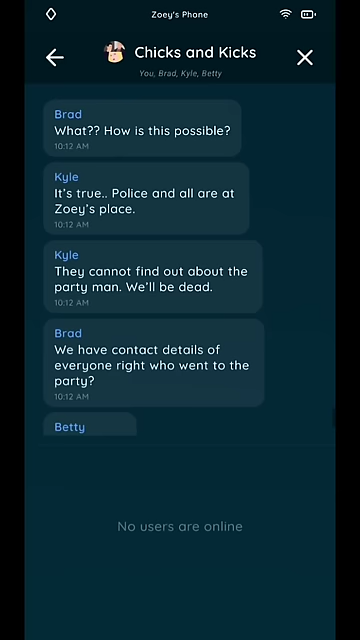 Zoey's Phone
Chicks and Kicks
You, Brad, Kyle, Betty
Brad
What?? How is this possible?
10:12 AM
Kyle
It's true.. Police and all are at
Zoey's place.
10:12 AM
Kyle
They cannot find out about the
party man. We'll be dead.
10:12 AM
Brad
We have contact details of
everyone right who went to the
party?
10:12 AM
Betty
No users are online